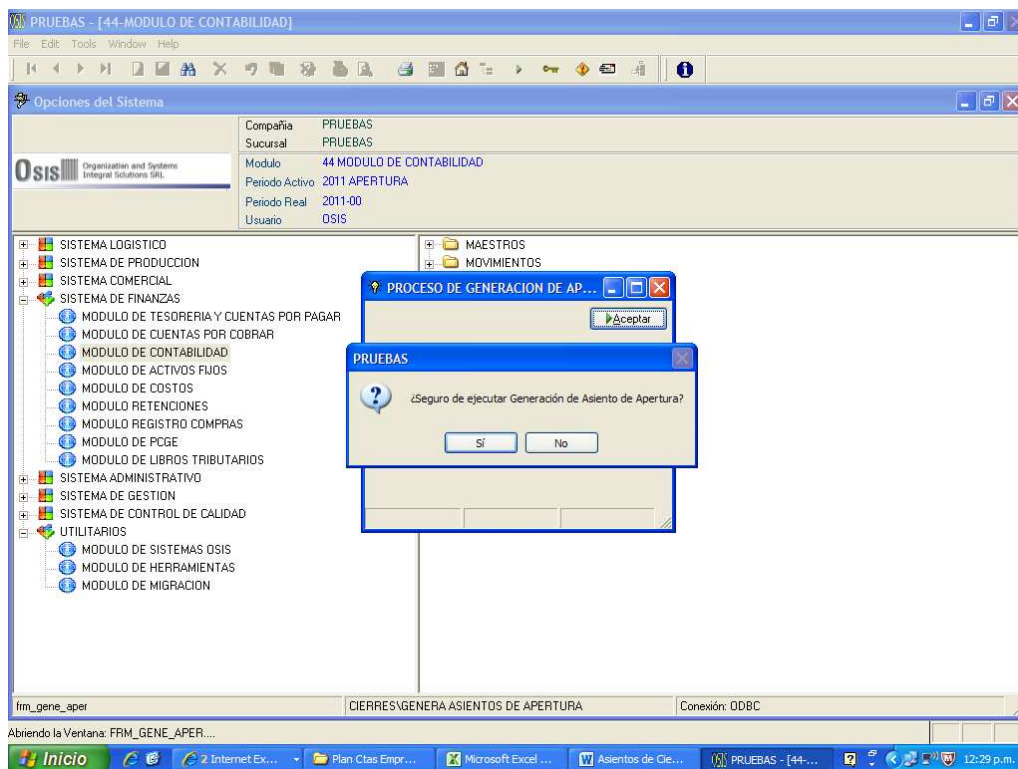 PRUEBAS - [44-MODULO DE CONTABILIDAD]
File Edit Tools Window Help
Opciones del Sistema
Compañia PRUEBAS
Sucursal PRUEBAS
Osis Organization and Systems
Integral Solutions SRL.
Modulo 44 MODULO DE CONTABILIDAD
Periodo Activo 2011 APERTURA
Periodo Real 2011-00
Usuario OSIS
SISTEMA LOGISTICO
SISTEMA DE PRODUCCION
SISTEMA COMERCIAL
SISTEMA DE FINANZAS
MODULO DE TESORERIA Y CUENTAS POR PAGAR
MODULO DE CUENTAS POR COBRAR
MODULO DE CONTABILIDAD
MODULO DE ACTIVOS FIJOS
MODULO DE COSTOS
MODULO RETENCIONES
MODULO REGISTRO COMPRAS
MODULO DE PCGE
MODULO DE LIBROS TRIBUTARIOS
SISTEMA ADMINISTRATIVO
SISTEMA DE GESTION
SISTEMA DE CONTROL DE CALIDAD
UTILITARIOS
MODULO DE SISTEMAS OSIS
MODULO DE HERRAMIENTAS
MODULO DE MIGRACION
MAESTROS
MOVIMIENTOS
PROCESO DE GENERACION DE AP...
Aceptar
PRUEBAS
¿Seguro de ejecutar Generación de Asiento de Apertura?
Sí No
frm_gene_aper CIERRES\GENERA ASIENTOS DE APERTURA Conexión: ODBC
Abriendo la Ventana: FRM_GENE_APER....
Inicio 2 Internet Ex... Plan Ctas Empr... Microsoft Excel ... Asientos de Cie... PRUEBAS - [44-... 12:29 p.m.